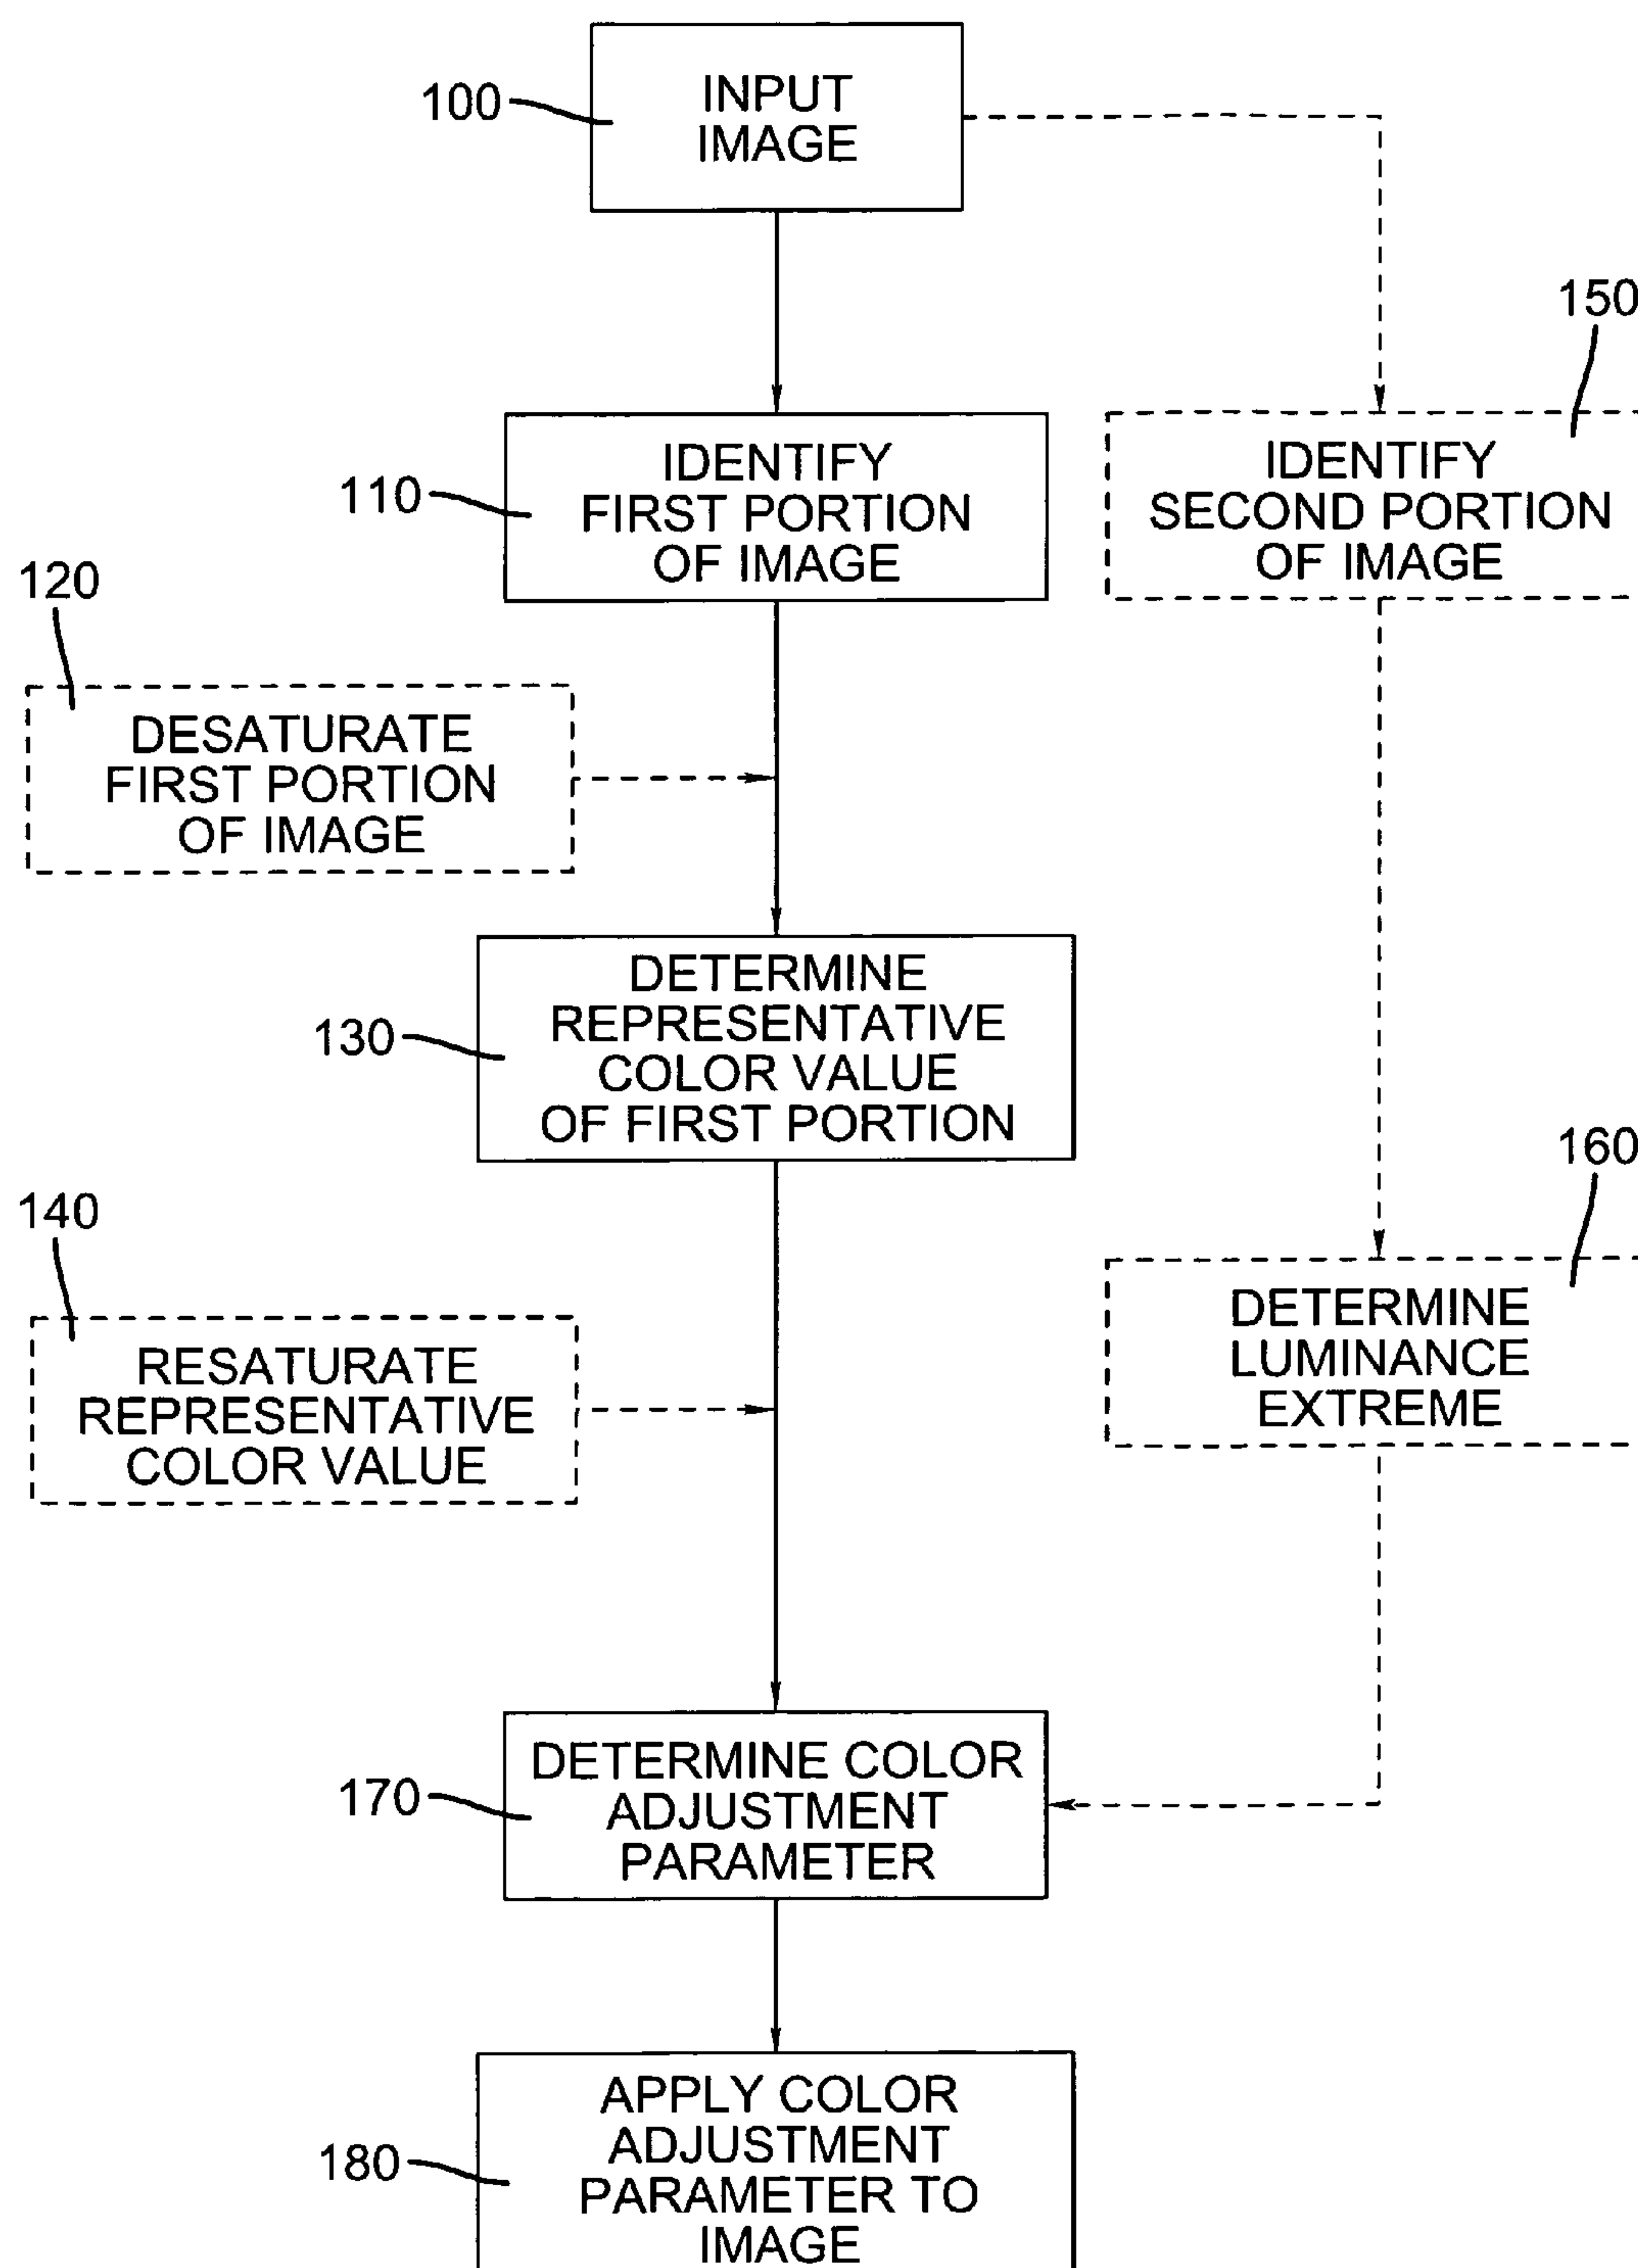 100
INPUT
IMAGE
150
110
IDENTIFY
FIRST PORTION
OF IMAGE
IDENTIFY
SECOND PORTION
OF IMAGE
120
DESATURATE
FIRST PORTION
OF IMAGE
130
DETERMINE
REPRESENTATIVE
COLOR VALUE
OF FIRST PORTION
160
140
RESATURATE
REPRESENTATIVE
COLOR VALUE
DETERMINE
LUMINANCE
EXTREME
170
DETERMINE COLOR
ADJUSTMENT
PARAMETER
180
APPLY COLOR
ADJUSTMENT
PARAMETER TO
IMAGE